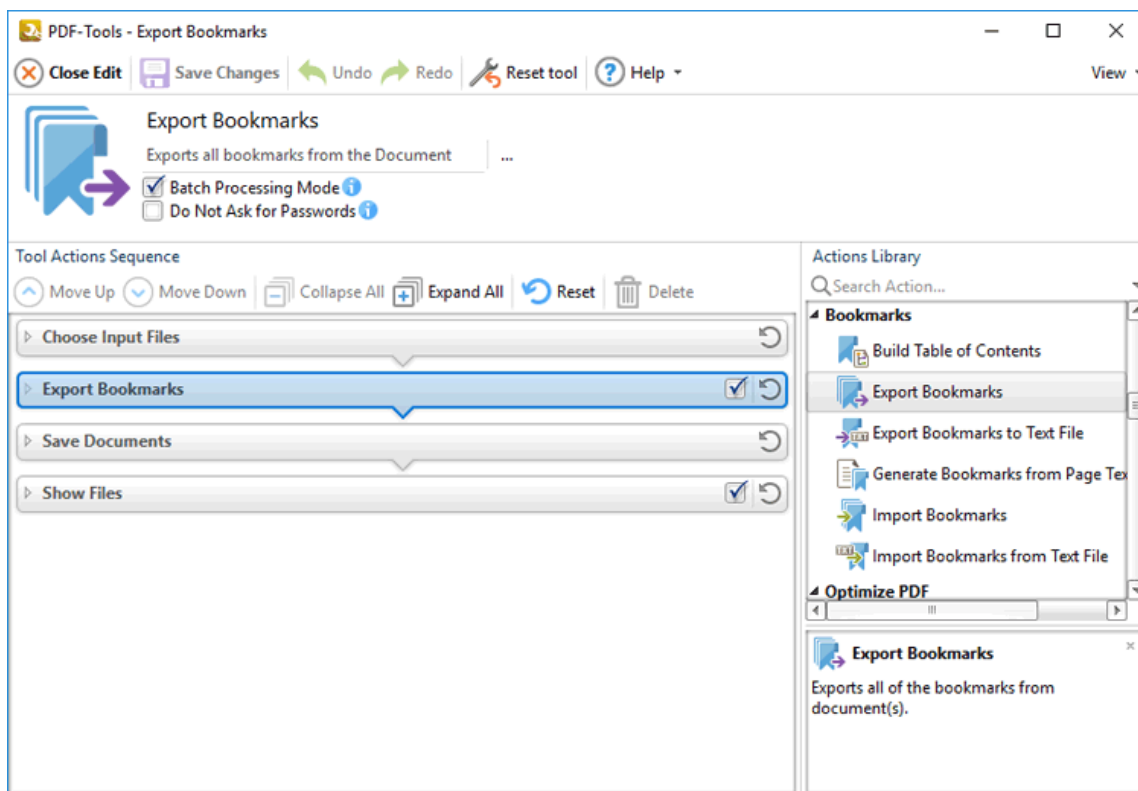 PDF-Tools - Export Bookmarks
Close Edit Save Changes Undo Redo Reset tool Help View
Export Bookmarks
Exports all bookmarks from the Document ...
Batch Processing Mode
Do Not Ask for Passwords
Tool Actions Sequence
Move Up Move Down Collapse All Expand All Reset Delete
Choose Input Files
Export Bookmarks
Save Documents
Show Files
Actions Library
Search Action...
Bookmarks
Build Table of Contents
Export Bookmarks
Export Bookmarks to Text File
Generate Bookmarks from Page Tex
Import Bookmarks
Import Bookmarks from Text File
Optimize PDF
Export Bookmarks
Exports all of the bookmarks from
document(s).